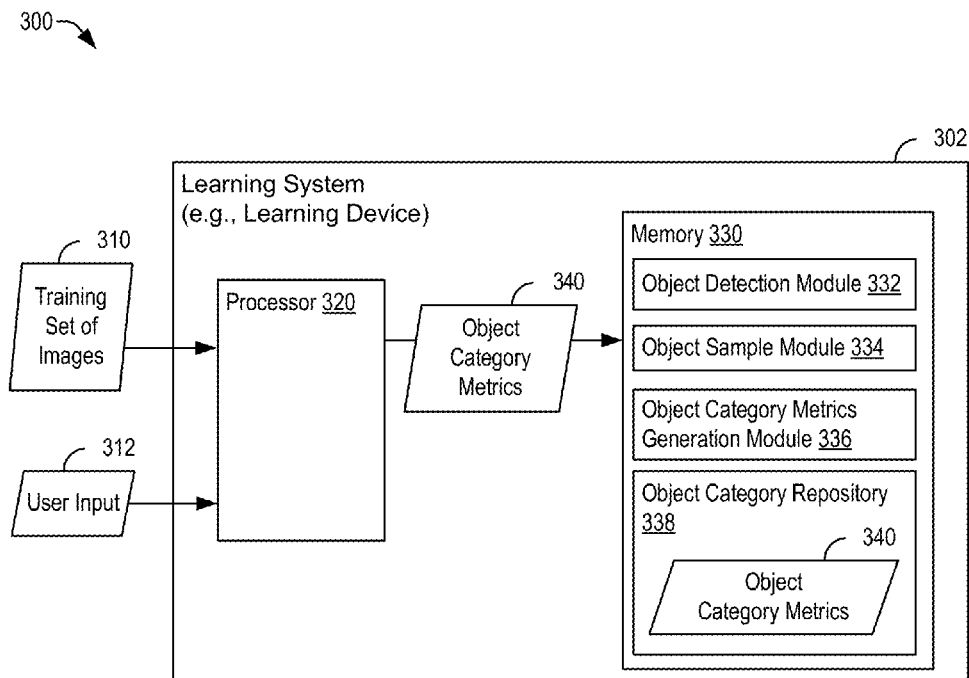 300
302
Learning System
(e.g., Learning Device)
310
Training
Set of
Images
312
User Input
Processor 320
340
Object
Category
Metrics
Memory 330
Object Detection Module 332
Object Sample Module 334
Object Category Metrics
Generation Module 336
Object Category Repository
338
340
Object
Category Metrics